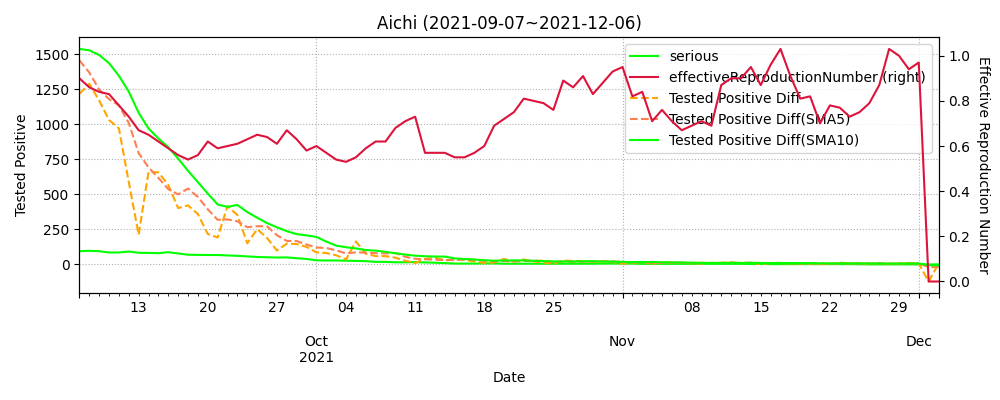 Aichi (2021-09-07~2021-12-06)
Tested Positive
1500
1250
1000
750
500
250
0
1.0
0.8
0.6
0.4
0.2
0.0
Effective Reproduction Number
serious
effectiveReproductionNumber (right)
Tested Positive Diff
Tested Positive Diff(SMA5)
Tested Positive Diff(SMA10)
13 20 27 04 11 18 25 08 15 22 29
Oct Nov Dec
2021
Date